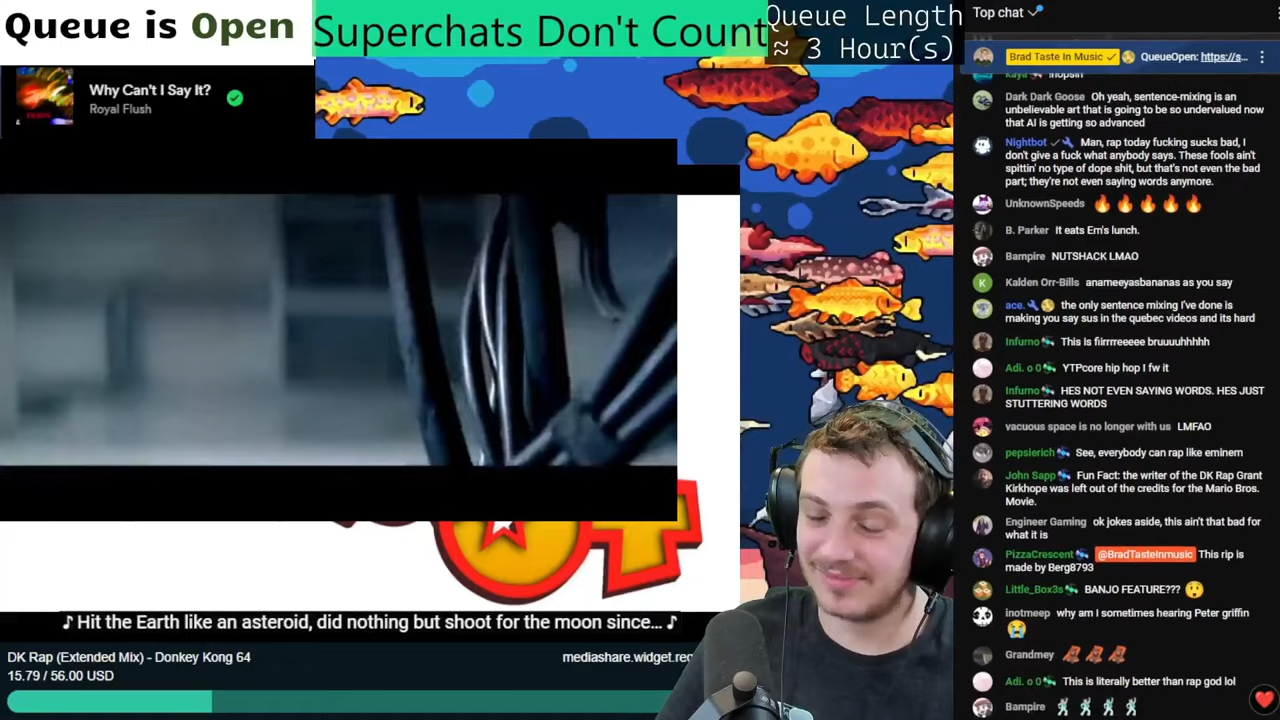 Queue is Open
Superchats Don't Count
Queue Length
≈ 3 Hour(s)
Why Can't I Say It?
Royal Flush
♪ Hit the Earth like an asteroid, did nothing but shoot for the moon since... ♪
DK Rap (Extended Mix) - Donkey Kong 64
mediashare.widget.req
15.79 / 56.00 USD
Top chat
Brad Taste In Music QueueOpen: https://s...
Dark Dark Goose Oh yeah, sentence-mixing is an
unbelievable art that is going to be so undervalued now
that AI is getting so advanced
Nightbot Man, rap today fucking sucks bad, I
don't give a fuck what anybody says. These fools ain't
spittin' no type of dope shit, but that's not even the bad
part; they're not even saying words anymore.
UnknownSpeeds
B. Parker It eats Em's lunch.
Bampire NUTSHACK LMAO
K Kalden Orr-Bills anameeyasbananas as you say
ace. the only sentence mixing I've done is
making you say sus in the quebec videos and its hard
Infurno This is fiirrrreeeee bruuuuhhhhh
Adi. o 0 YTPcore hip hop I fw it
Infurno HES NOT EVEN SAYING WORDS. HES JUST
STUTTERING WORDS
vacuous space is no longer with us LMFAO
pepsierich See, everybody can rap like eminem
John Sapp Fun Fact: the writer of the DK Rap Grant
Kirkhope was left out of the credits for the Mario Bros.
Movie.
Engineer Gaming ok jokes aside, this ain't that bad for
what it is
PizzaCrescent @BradTasteInmusic This rip is
made by Berg8793
Little_Box3s BANJO FEATURE???
inotmeep why am I sometimes hearing Peter griffin
Grandmey
Adi. o 0 This is literally better than rap god lol
Bampire